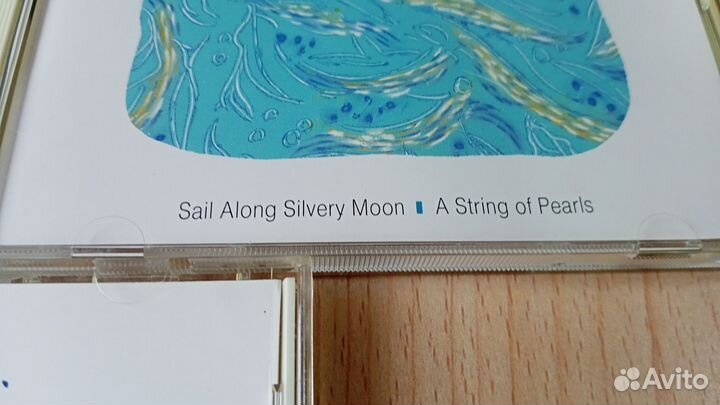 Sail Along Silvery Moon ▮ A String of Pearls
Avito